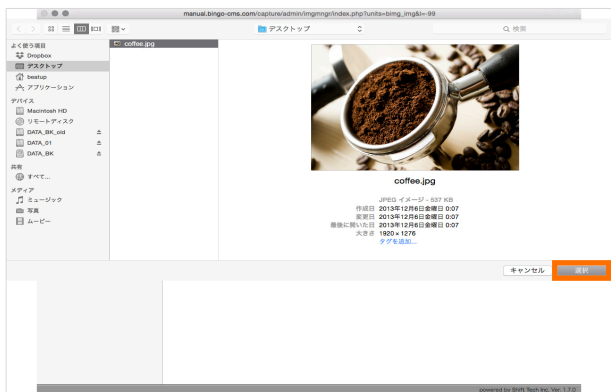 manual.bingo-cms.com/capture/admin/imgmngr/index.php?units=bimg_img&l=-99
デスクトップ
検索
よく使う項目
Dropbox
デスクトップ
beatup
アプリケーション
デバイス
Macintosh HD
リモートディスク
DATA_BK_old
DATA_01
DATA_BK
共有
すべて...
メディア
ミュージック
写真
ムービー
coffee.jpg
coffee.jpg
JPEG イメージ - 537 KB
作成日 2013年12月6日金曜日 0:07
変更日 2013年12月6日金曜日 0:07
最後に開いた日 2013年12月6日金曜日 0:07
大きさ 1920 × 1276
タグを追加...
キャンセル
選択
powered by Shift Tech Inc. Ver. 1.7.0